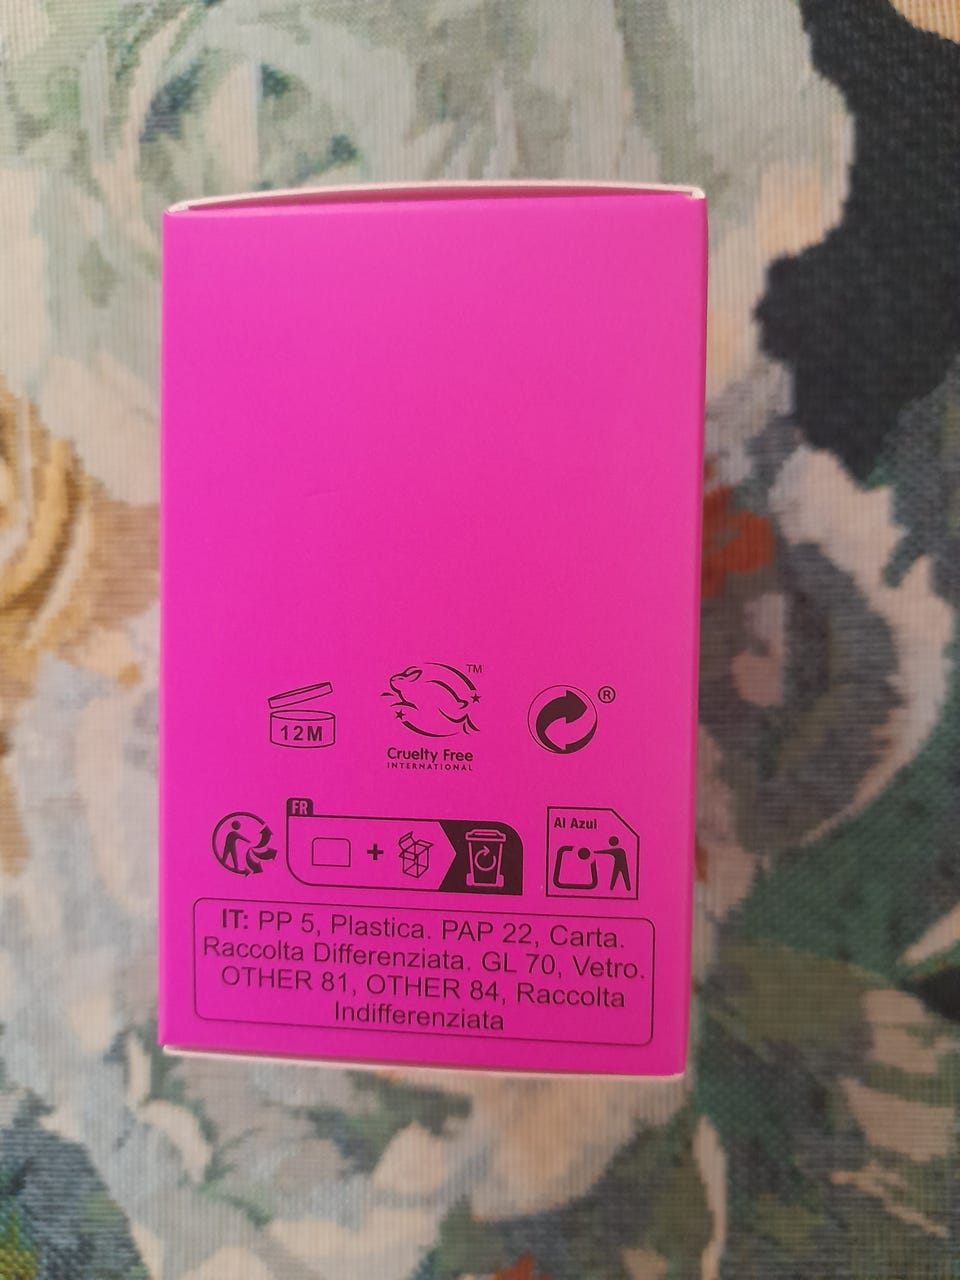 12M
TM
Cruelty Free
INTERNATIONAL
®
FR
+
Al Azul
IT: PP 5, Plastica. PAP 22, Carta.
Raccolta Differenziata. GL 70, Vetro.
OTHER 81, OTHER 84, Raccolta
Indifferenziata